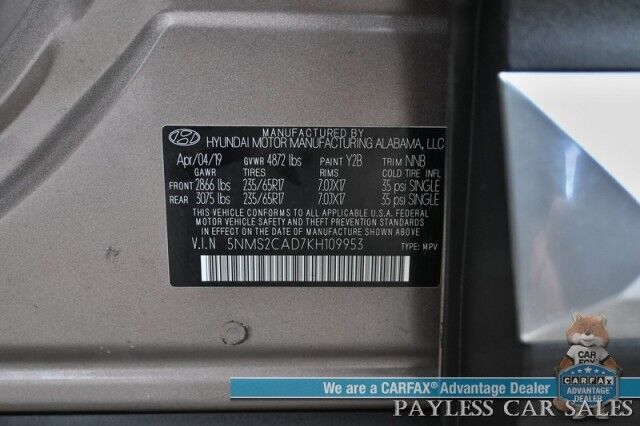 MANUFACTURED BY
HYUNDAI MOTOR MANUFACTURING ALABAMA, LLC
Apr/04/19 GVWR 4872 lbs PAINT Y2B TRIM NNB
GAWR TIRES RIMS COLD TIRE INFL
FRONT 2866 lbs 235/65R17 7.0JX17 35 psi SINGLE
REAR 3075 lbs 235/65R17 7.0JX17 35 psi SINGLE
THIS VEHICLE CONFORMS TO ALL APPLICABLE U.S.A. FEDERAL
MOTOR VEHICLE SAFETY AND THEFT PREVENTION STANDARDS
IN EFFECT ON THE DATE OF MANUFACTURE SHOWN ABOVE.
V.I.N 5NMS2CAD7KH109953 TYPE: MPV
CAR
FOX
CARFAX
ADVANTAGE
DEALER
We are a CARFAX® Advantage Dealer
PAYLESS CAR SALES